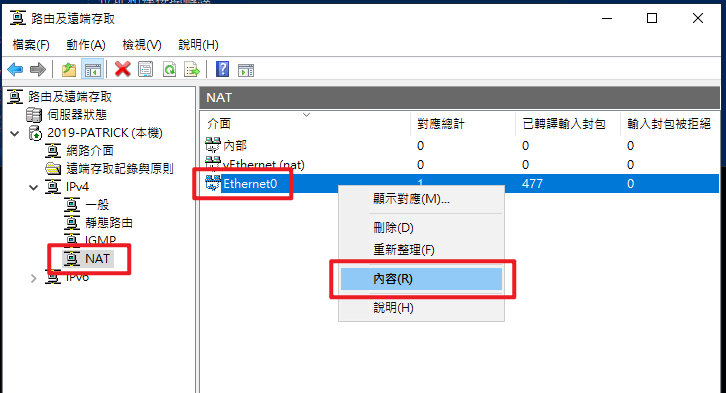 路由及遠端存取
檔案(F) 動作(A) 檢視(V) 說明(H)
路由及遠端存取
伺服器狀態
2019-PATRICK (本機)
網路介面
遠端存取記錄與原則
IPv4
一般
靜態路由
IGMP
NAT
IPv6
NAT
介面 對應總計 已轉譯輸入封包 輸入封包被拒絕
內部 0 0 0
vEthernet (nat) 0 0 0
Ethernet0 1 477 0
顯示對應(M)...
刪除(D)
重新整理(F)
內容(R)
說明(H)